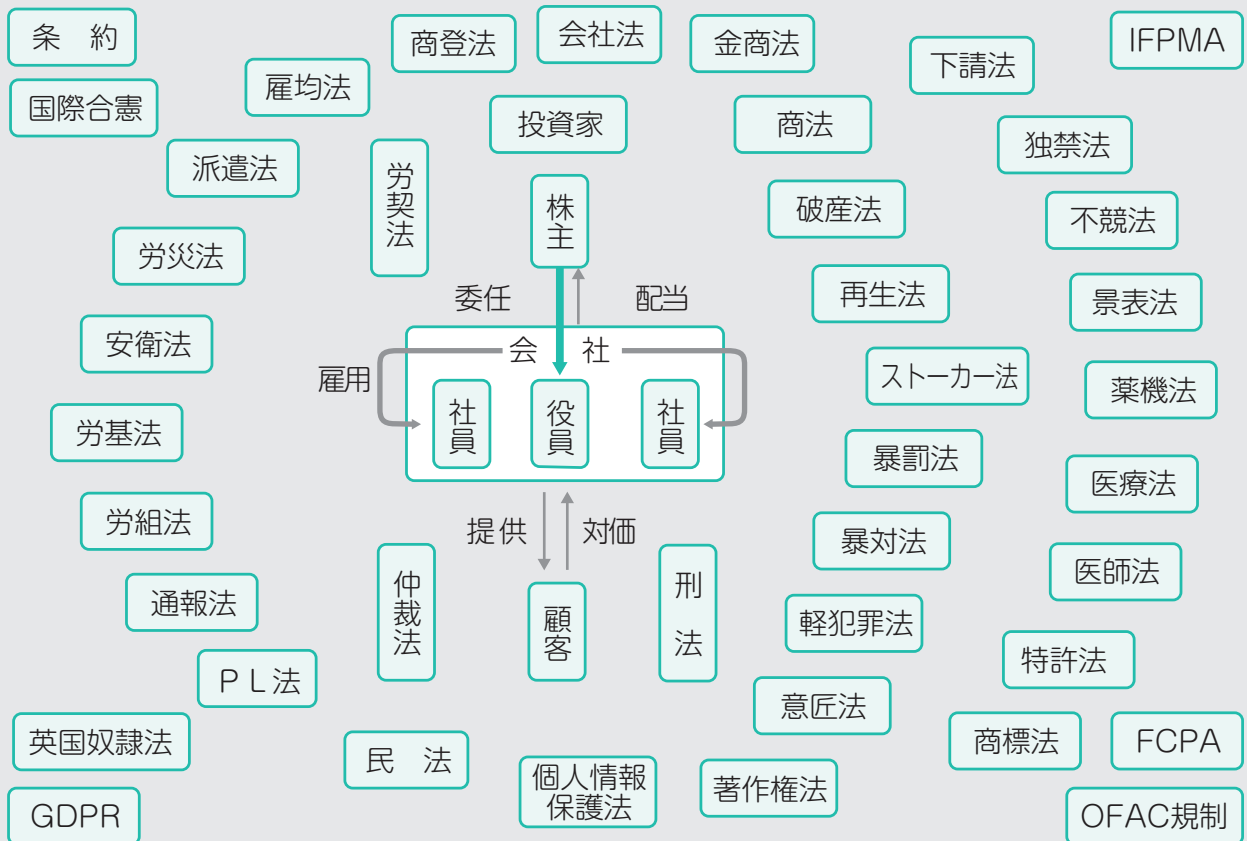 条　約
商登法
会社法
金商法
IFPMA
雇均法
下請法
国際合憲
投資家
商法
独禁法
派遣法
労契法
株主
破産法
不競法
労災法
委任
配当
再生法
景表法
安衛法
会　社
雇用
ストーカー法
薬機法
社員
役員
社員
労基法
暴罰法
医療法
労組法
提供
対価
暴対法
医師法
通報法
仲裁法
顧客
刑　法
軽犯罪法
特許法
ＰＬ法
意匠法
英国奴隷法
民　法
商標法
FCPA
個人情報
保護法
著作権法
GDPR
OFAC規制